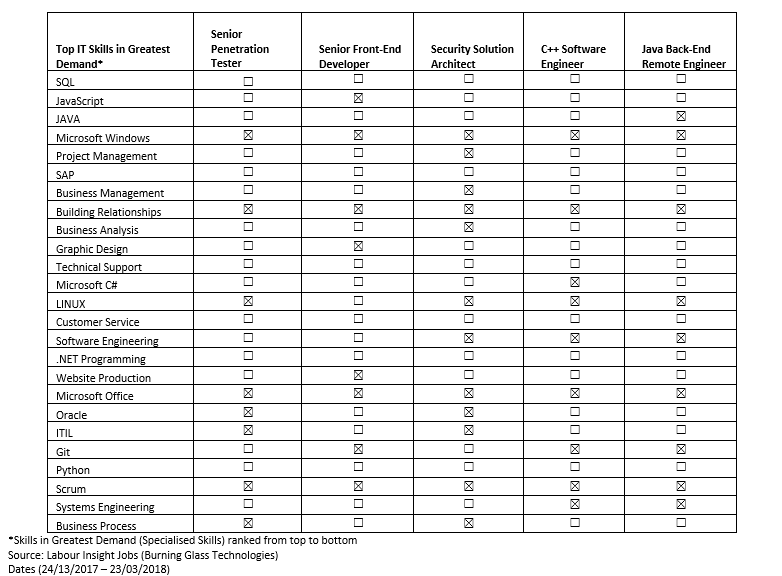 Top IT Skills in Greatest Demand* Senior Penetration Tester Senior Front-End Developer Security Solution Architect C++ Software Engineer Java Back-End Remote Engineer
SQL ☐ ☐ ☐ ☐ ☐
JavaScript ☐ ☒ ☐ ☐ ☐
JAVA ☐ ☐ ☐ ☐ ☒
Microsoft Windows ☒ ☒ ☒ ☒ ☒
Project Management ☐ ☐ ☒ ☐ ☐
SAP ☐ ☐ ☐ ☐ ☐
Business Management ☐ ☐ ☒ ☐ ☐
Building Relationships ☒ ☒ ☒ ☒ ☒
Business Analysis ☐ ☐ ☒ ☐ ☐
Graphic Design ☐ ☒ ☐ ☐ ☐
Technical Support ☐ ☐ ☐ ☐ ☐
Microsoft C# ☐ ☐ ☐ ☒ ☐
LINUX ☒ ☐ ☒ ☒ ☒
Customer Service ☐ ☐ ☐ ☐ ☐
Software Engineering ☐ ☐ ☒ ☒ ☒
.NET Programming ☐ ☐ ☐ ☐ ☐
Website Production ☐ ☒ ☐ ☐ ☐
Microsoft Office ☒ ☒ ☒ ☒ ☒
Oracle ☒ ☐ ☒ ☐ ☐
ITIL ☒ ☐ ☒ ☐ ☐
Git ☐ ☒ ☐ ☒ ☒
Python ☐ ☐ ☐ ☐ ☐
Scrum ☒ ☒ ☒ ☒ ☒
Systems Engineering ☐ ☐ ☐ ☒ ☒
Business Process ☒ ☐ ☒ ☐ ☐
*Skills in Greatest Demand (Specialised Skills) ranked from top to bottom
Source: Labour Insight Jobs (Burning Glass Technologies)
Dates (24/13/2017 – 23/03/2018)